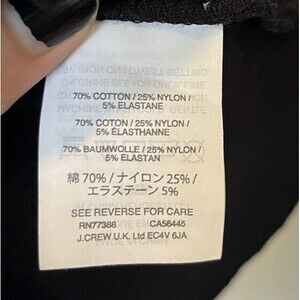 70% COTTON / 25% NYLON /
5% ELASTANE
70% COTON / 25% NYLON /
5% ÉLASTHANNE
70% BAUMWOLLE / 25% NYLON /
5% ELASTAN
綿 70% / ナイロン 25% /
エラステーン 5%
SEE REVERSE FOR CARE
RN77388 CA56445
J.CREW U.K. Ltd EC4V 6JA